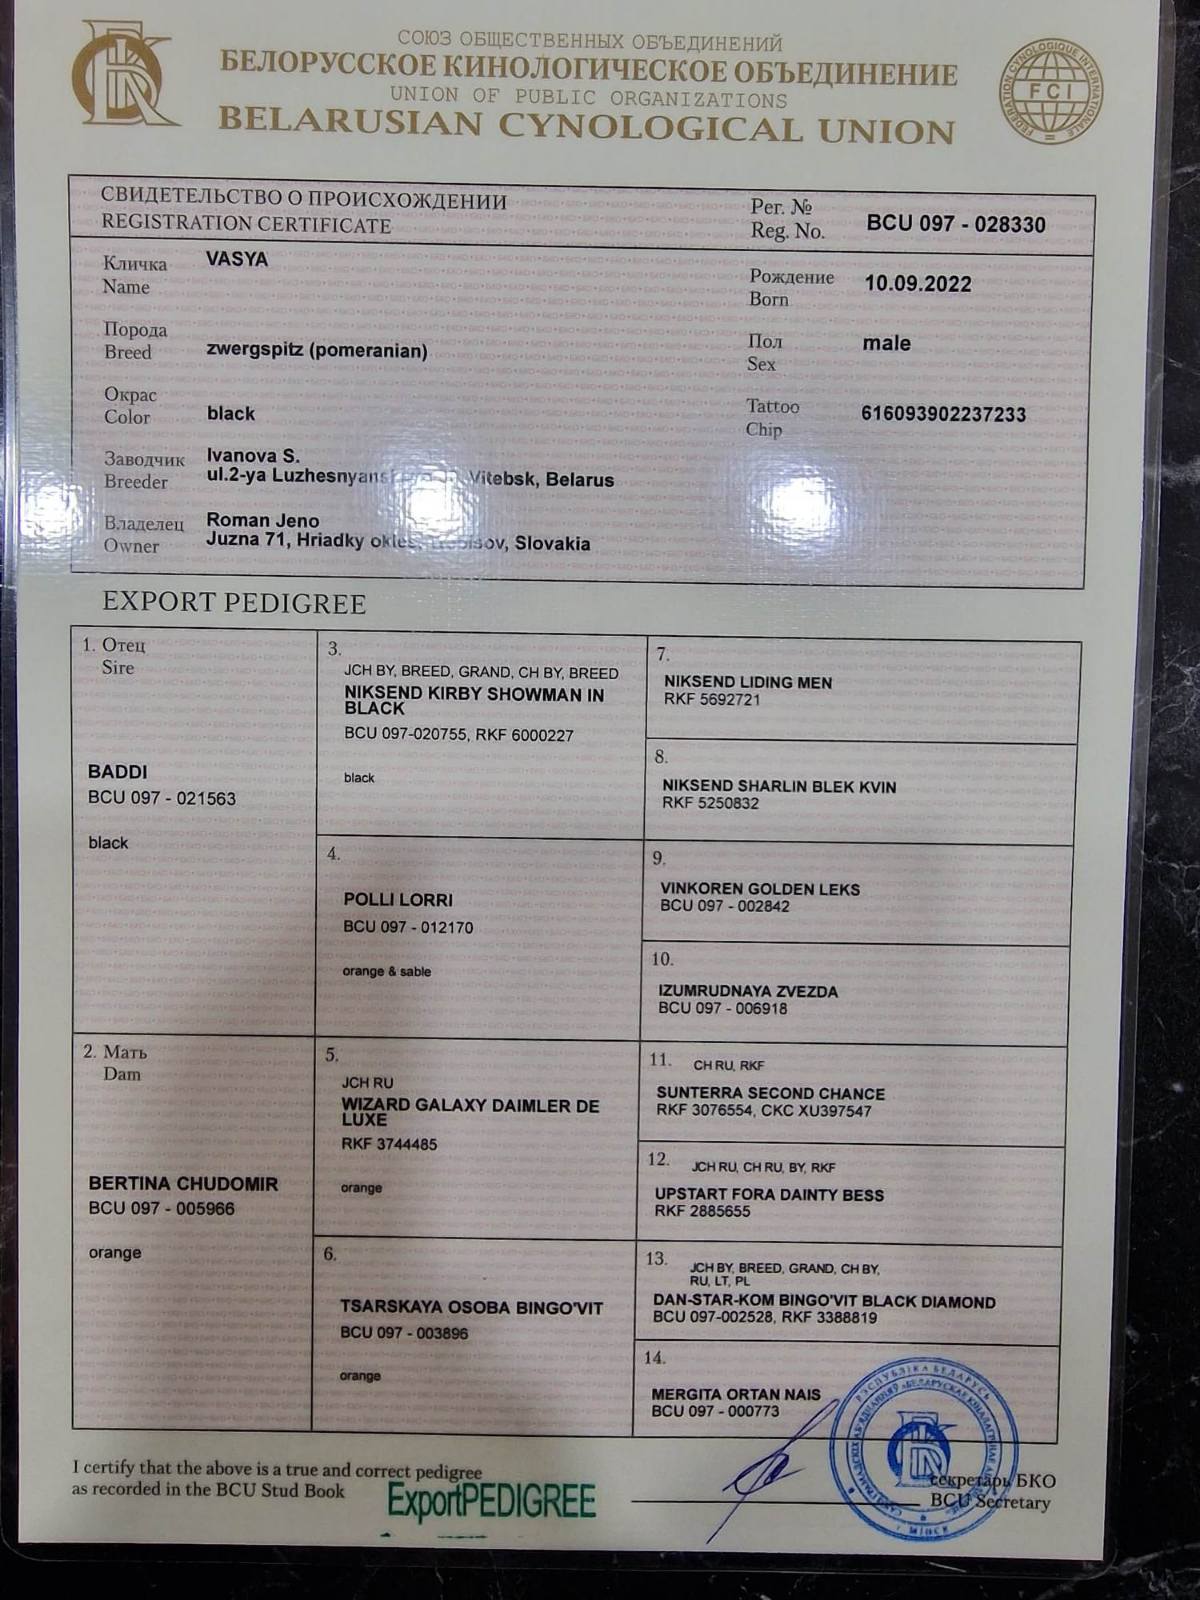 СОЮЗ ОБЩЕСТВЕННЫХ ОБЪЕДИНЕНИЙ
БЕЛОРУССКОЕ КИНОЛОГИЧЕСКОЕ ОБЪЕДИНЕНИЕ
UNION OF PUBLIC ORGANIZATIONS
BELARUSIAN CYNOLOGICAL UNION
FEDERATION CYNOLOGIQUE INTERNATIONALE
FCI
СВИДЕТЕЛЬСТВО О ПРОИСХОЖДЕНИИ
REGISTRATION CERTIFICATE
Рег. №
Reg. No.
BCU 097 - 028330
Кличка
Name
VASYA
Рождение
Born
10.09.2022
Порода
Breed
zwergspitz (pomeranian)
Пол
Sex
male
Окрас
Color
black
Tattoo
Chip
616093902237233
Заводчик
Breeder
Ivanova S.
ul.2-ya Vitebsk, Belarus
Владелец
Owner
Roman Jeno
Juzna 71, Hriadky Slovakia
EXPORT PEDIGREE
1. Отец
Sire
BADDI
BCU 097 - 021563
black
3.
JCH BY, BREED, GRAND, CH BY, BREED
NIKSEND KIRBY SHOWMAN IN
BLACK
BCU 097-020755, RKF 6000227
black
4.
POLLI LORRI
BCU 097 - 012170
orange & sable
7.
NIKSEND LIDING MEN
RKF 5692721
8.
NIKSEND SHARLIN BLEK KVIN
RKF 5250832
9.
VINKOREN GOLDEN LEKS
BCU 097 - 002842
10.
IZUMRUDNAYA ZVEZDA
BCU 097 - 006918
2. Мать
Dam
BERTINA CHUDOMIR
BCU 097 - 005966
orange
5.
JCH RU
WIZARD GALAXY DAIMLER DE
LUXE
RKF 3744485
orange
6.
TSARSKAYA OSOBA BINGO'VIT
BCU 097 - 003896
orange
11. CH RU, RKF
SUNTERRA SECOND CHANCE
RKF 3076554, CKC XU397547
12. JCH RU, CH RU, BY, RKF
UPSTART FORA DAINTY BESS
RKF 2885655
13. JCH BY, BREED, GRAND, CH BY,
RU, LT, PL
DAN-STAR-KOM BINGO'VIT BLACK DIAMOND
BCU 097-002528, RKF 3388819
14.
MERGITA ORTAN NAIS
BCU 097 - 000773
I certify that the above is a true and correct pedigree
as recorded in the BCU Stud Book
ExportPEDIGREE
РЭСПУБЛІКА БЕЛАРУСЬ
г. МІНСК
секретарь БКО
BCU Secretary